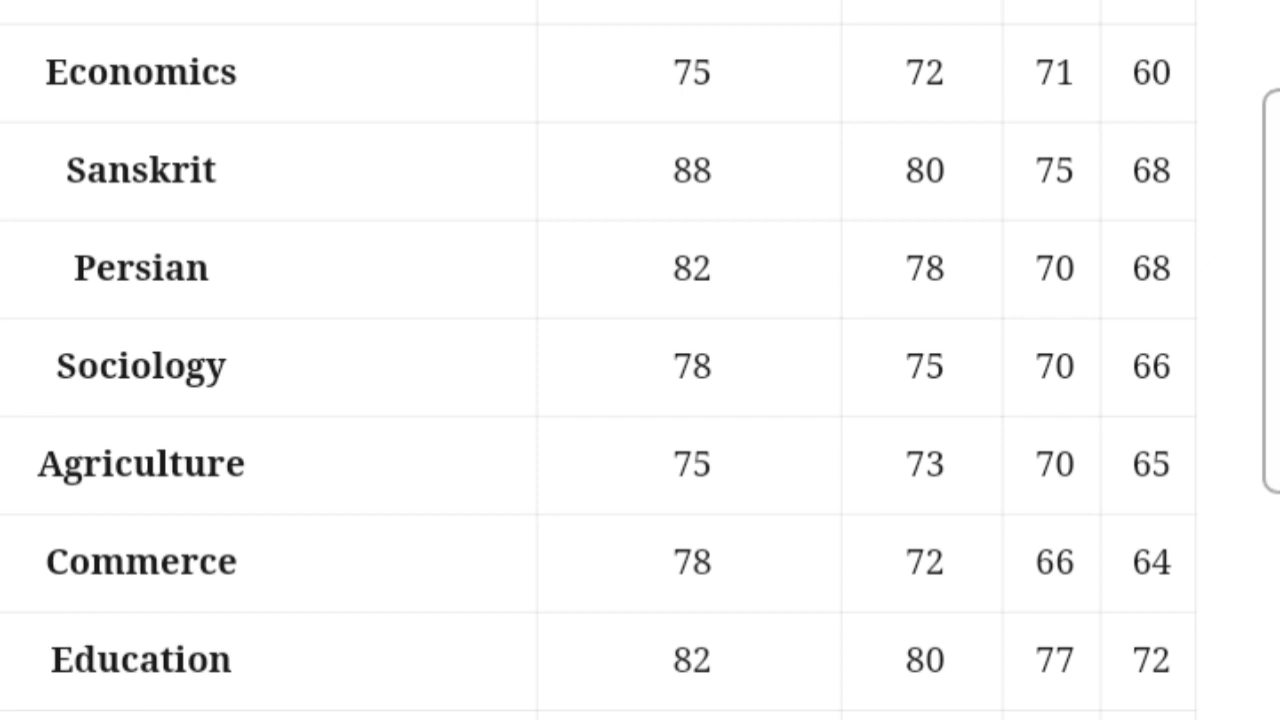 Economics 75 72 71 60
Sanskrit 88 80 75 68
Persian 82 78 70 68
Sociology 78 75 70 66
Agriculture 75 73 70 65
Commerce 78 72 66 64
Education 82 80 77 72